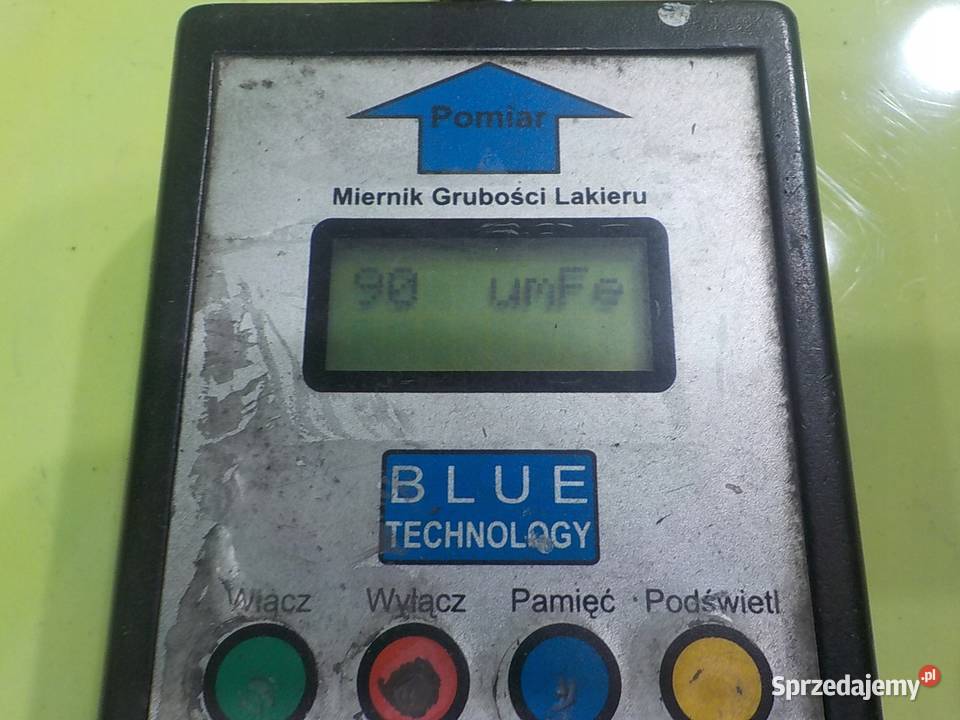 Pomiar
Miernik Grubości Lakieru
90 umFe
BLUE
TECHNOLOGY
Włącz Wyłącz Pamięć Podświetl
Sprzedajemy.pl